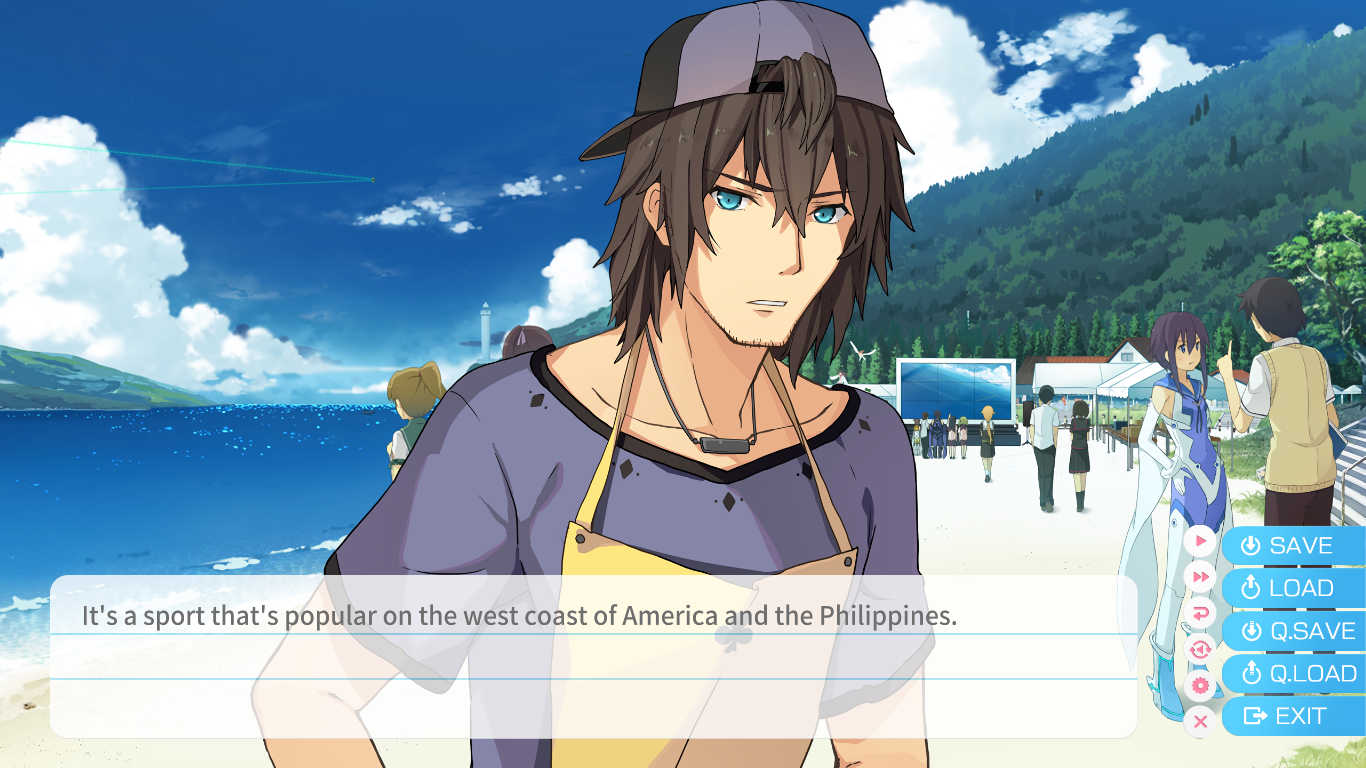 It's a sport that's popular on the west coast of America and the Philippines.
SAVE
LOAD
Q.SAVE
Q.LOAD
EXIT